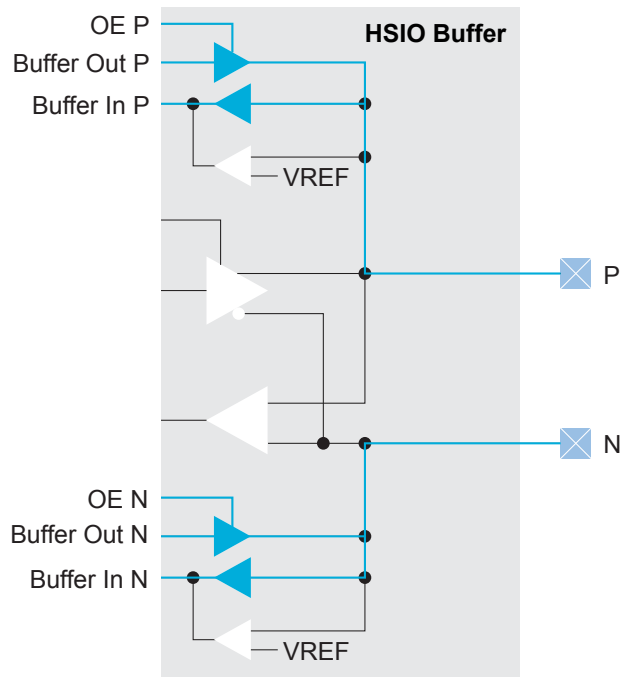 OE P
HSIO Buffer
Buffer Out P
Buffer In P
VREF
P
N
OE N
Buffer Out N
Buffer In N
VREF